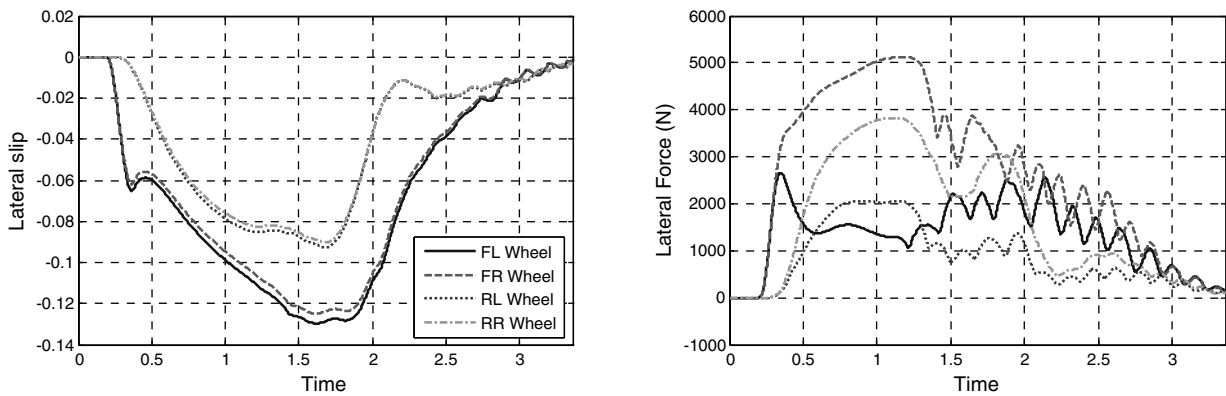 0.02
0
-0.02
-0.04
-0.06
-0.08
-0.1
-0.12
-0.14
Lateral slip
0 0.5 1 1.5 2 2.5 3
Time
FL Wheel
FR Wheel
RL Wheel
RR Wheel
6000
5000
4000
3000
2000
1000
0
-1000
Lateral Force (N)
0 0.5 1 1.5 2 2.5 3
Time